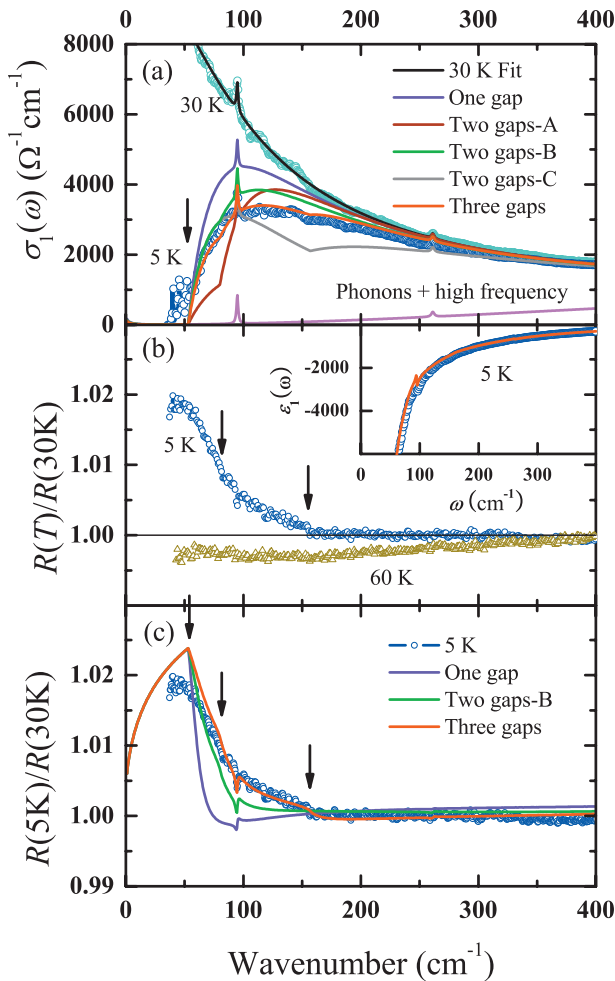 0 100 200 300 400
8000
6000
4000
2000
0
σ₁(ω) (Ω⁻¹ cm⁻¹)
(a)
30 K
5 K
30 K Fit
One gap
Two gaps-A
Two gaps-B
Two gaps-C
Three gaps
Phonons + high frequency
(b)
1.02
1.01
1.00
R(T)/R(30K)
5 K
60 K
-2000
-4000
ε₁(ω)
5 K
0 100 200 300
ω (cm⁻¹)
(c)
1.02
1.01
1.00
0.99
R(5K)/R(30K)
5 K
One gap
Two gaps-B
Three gaps
0 100 200 300 400
Wavenumber (cm⁻¹)